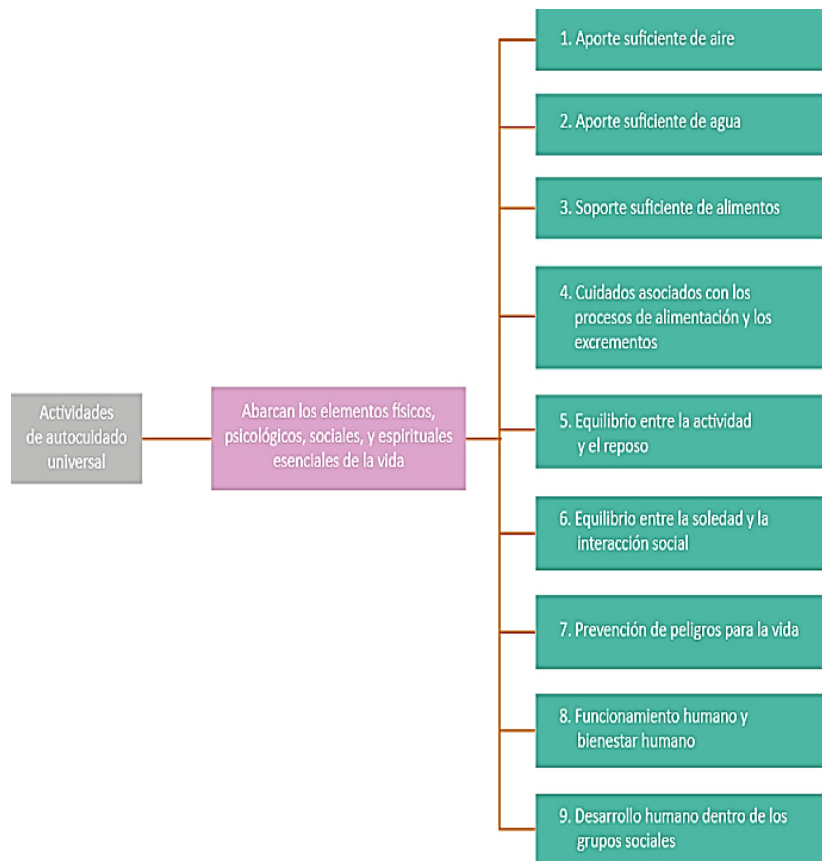 Actividades
de autocuidado
universal
Abarcan los elementos físicos,
psicológicos, sociales, y espirituales
esenciales de la vida
1. Aporte suficiente de aire
2. Aporte suficiente de agua
3. Soporte suficiente de alimentos
4. Cuidados asociados con los
procesos de alimentación y los
excrementos
5. Equilibrio entre la actividad
y el reposo
6. Equilibrio entre la soledad y la
interacción social
7. Prevención de peligros para la vida
8. Funcionamiento humano y
bienestar humano
9. Desarrollo humano dentro de los
grupos sociales